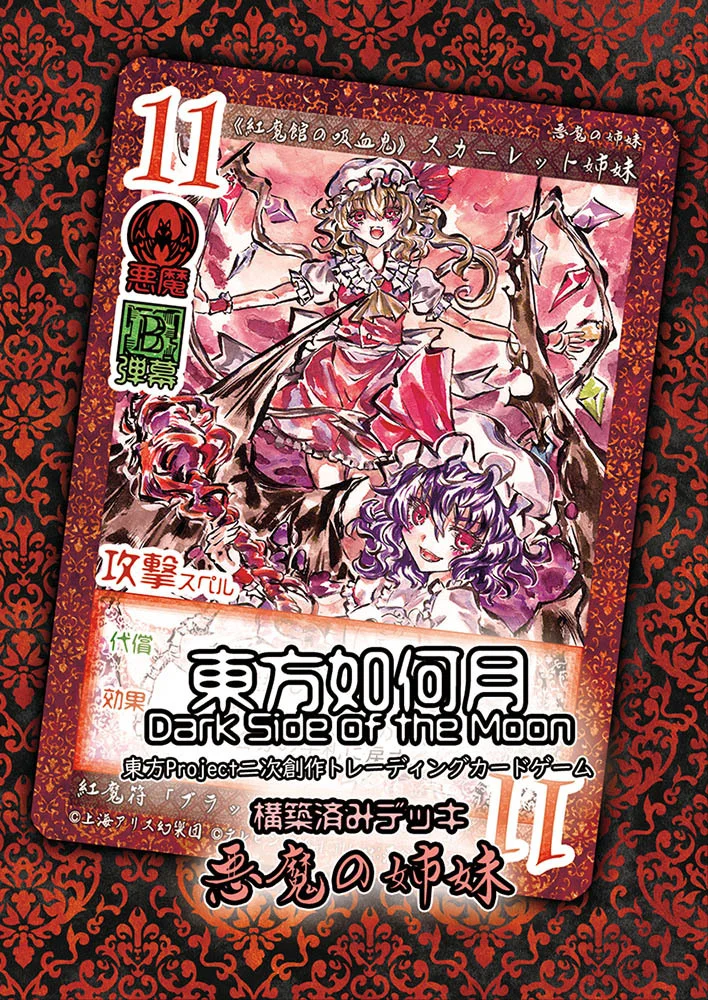 11
《紅魔館の吸血鬼》スカーレット姉妹
悪魔の姉妹
悪魔
B
弾幕
攻撃スペル
代償
効果
東方如何月
Dark Side of the Moon
東方Project二次創作トレーディングカードゲーム
紅魔符「ブラッ
©上海アリス幻樂団 ©テレビ
11
構築済みデッキ
悪魔の姉妹